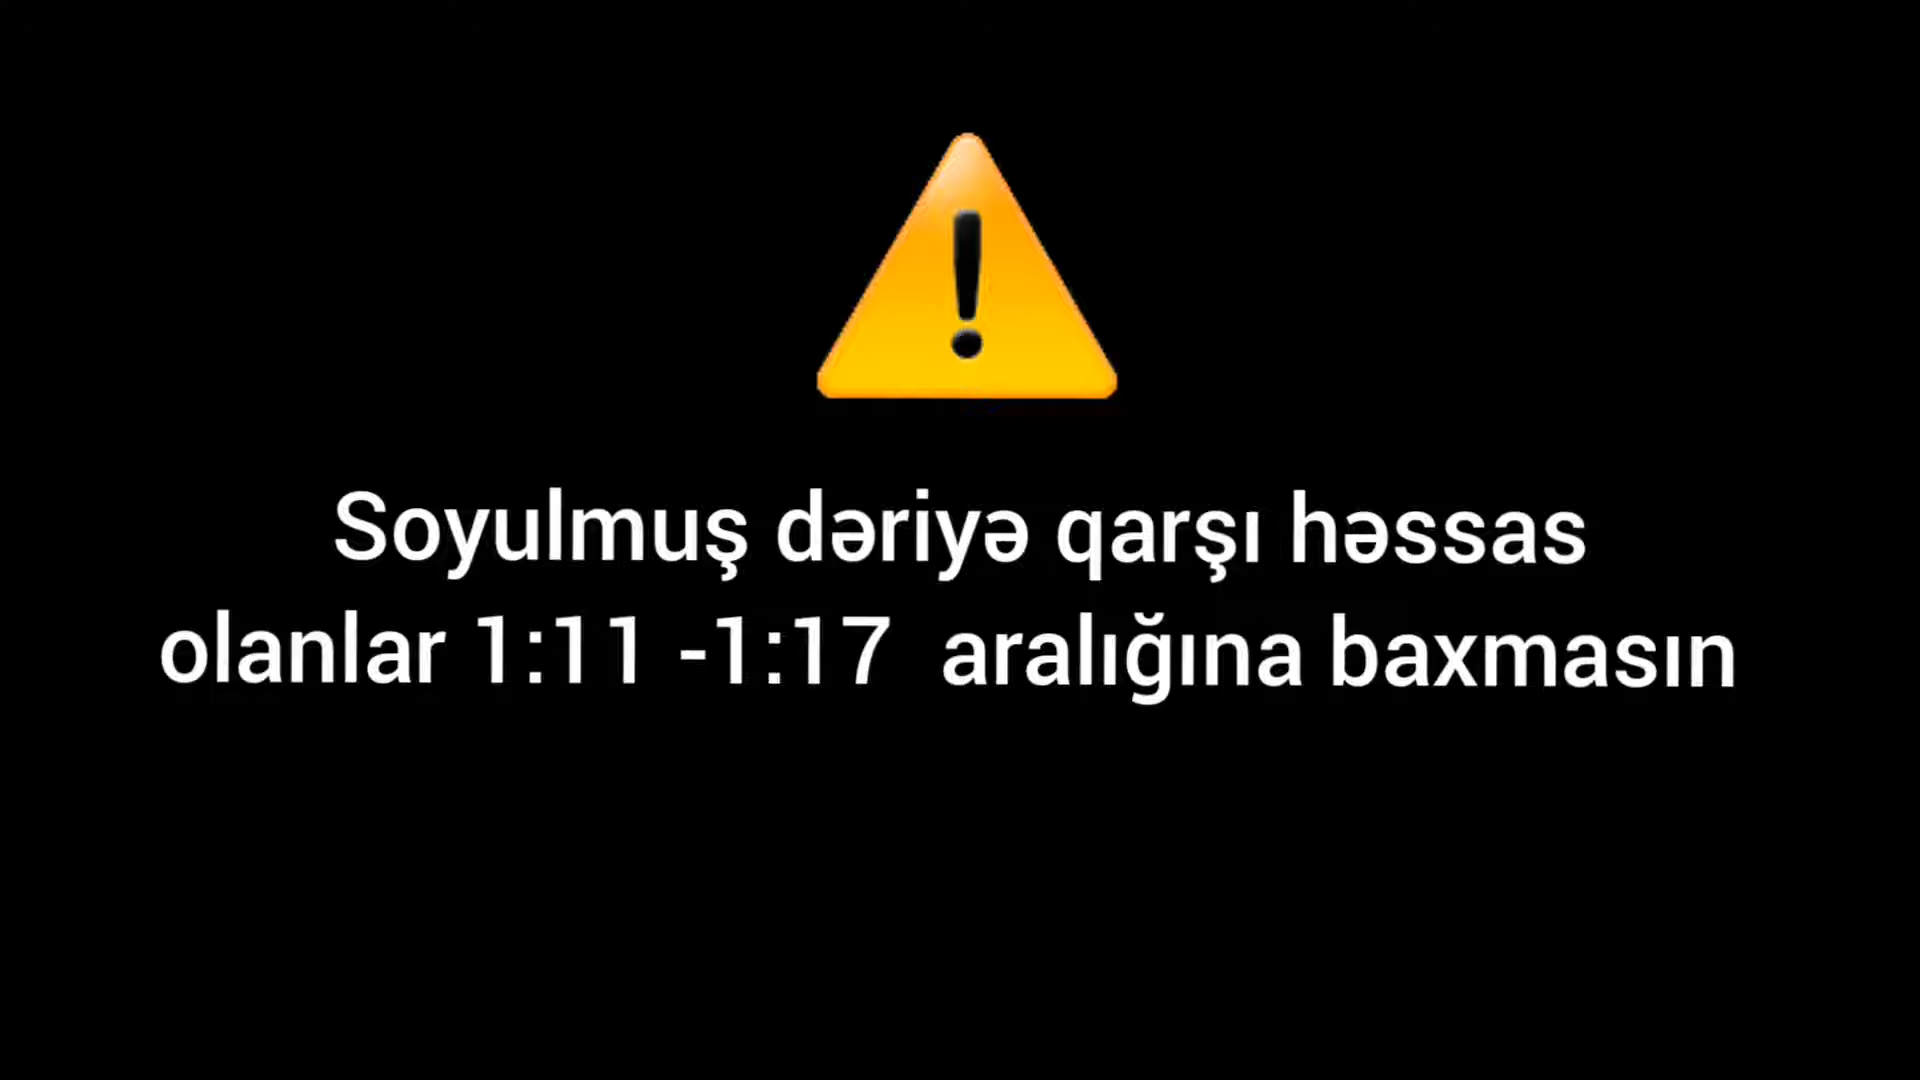 Soyulmuş dəriyə qarşı həssas
olanlar 1:11 -1:17 aralığına baxmasın